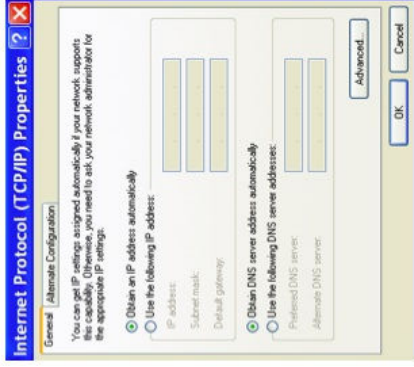 Internet Protocol (TCP/IP) Properties
General
Alternate Configuration
You can get IP settings assigned automatically if your network supports
this capability. Otherwise, you need to ask your network administrator for
the appropriate IP settings.
Obtain an IP address automatically
Use the following IP address:
IP address:
Subnet mask:
Default gateway:
Obtain DNS server address automatically
Use the following DNS server addresses:
Preferred DNS server:
Alternate DNS server:
Advanced...
OK
Cancel